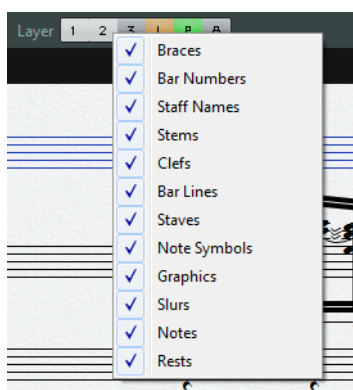 Layer 1 2 3 L P A
Braces
Bar Numbers
Staff Names
Stems
Clefs
Bar Lines
Staves
Note Symbols
Graphics
Slurs
Notes
Rests